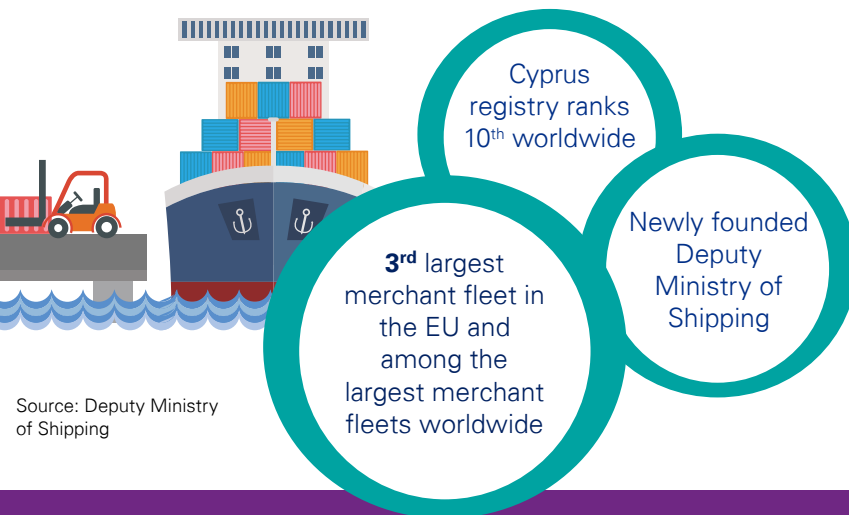 Cyprus
registry ranks
10th worldwide
Newly founded
Deputy
Ministry of
Shipping
3rd largest
merchant fleet in
the EU and
among the
largest merchant
fleets worldwide
Source: Deputy Ministry
of Shipping